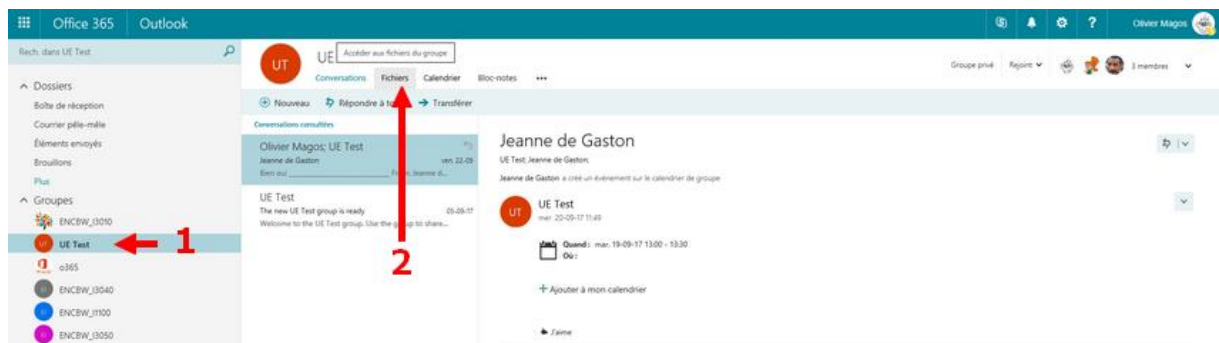 Office 365 Outlook
? Olivier Magos
Rech. dans UE Test
UE
Accéder aux fichiers du groupe
UT
Conversations Fichiers Calendrier Bloc-notes •••
Groupe privé Rejoint 3 membres
Dossiers
Boîte de réception
Courrier pêle-mêle
Éléments envoyés
Brouillons
Plus
Groupes
ENCBW_I3010
UT UE Test
o365
ENCBW_I3040
ENCBW_I1100
ENCBW_I3050
1
2
Nouveau Répondre à Transférer
Conversations consultées
Olivier Magos; UE Test
Jeanne de Gaston ven. 22-09
Bien oui Jeanne d...
UE Test
The new UE Test group is ready 05-09-17
Welcome to the UE Test group. Use the group to share...
Jeanne de Gaston
UE Test; Jeanne de Gaston;
Jeanne de Gaston a créé un événement sur le calendrier de groupe
UT
UE Test
mer. 20-09-17 11:49
Quand : mar. 19-09-17 13:00 - 13:30
Où :
+ Ajouter à mon calendrier
J'aime